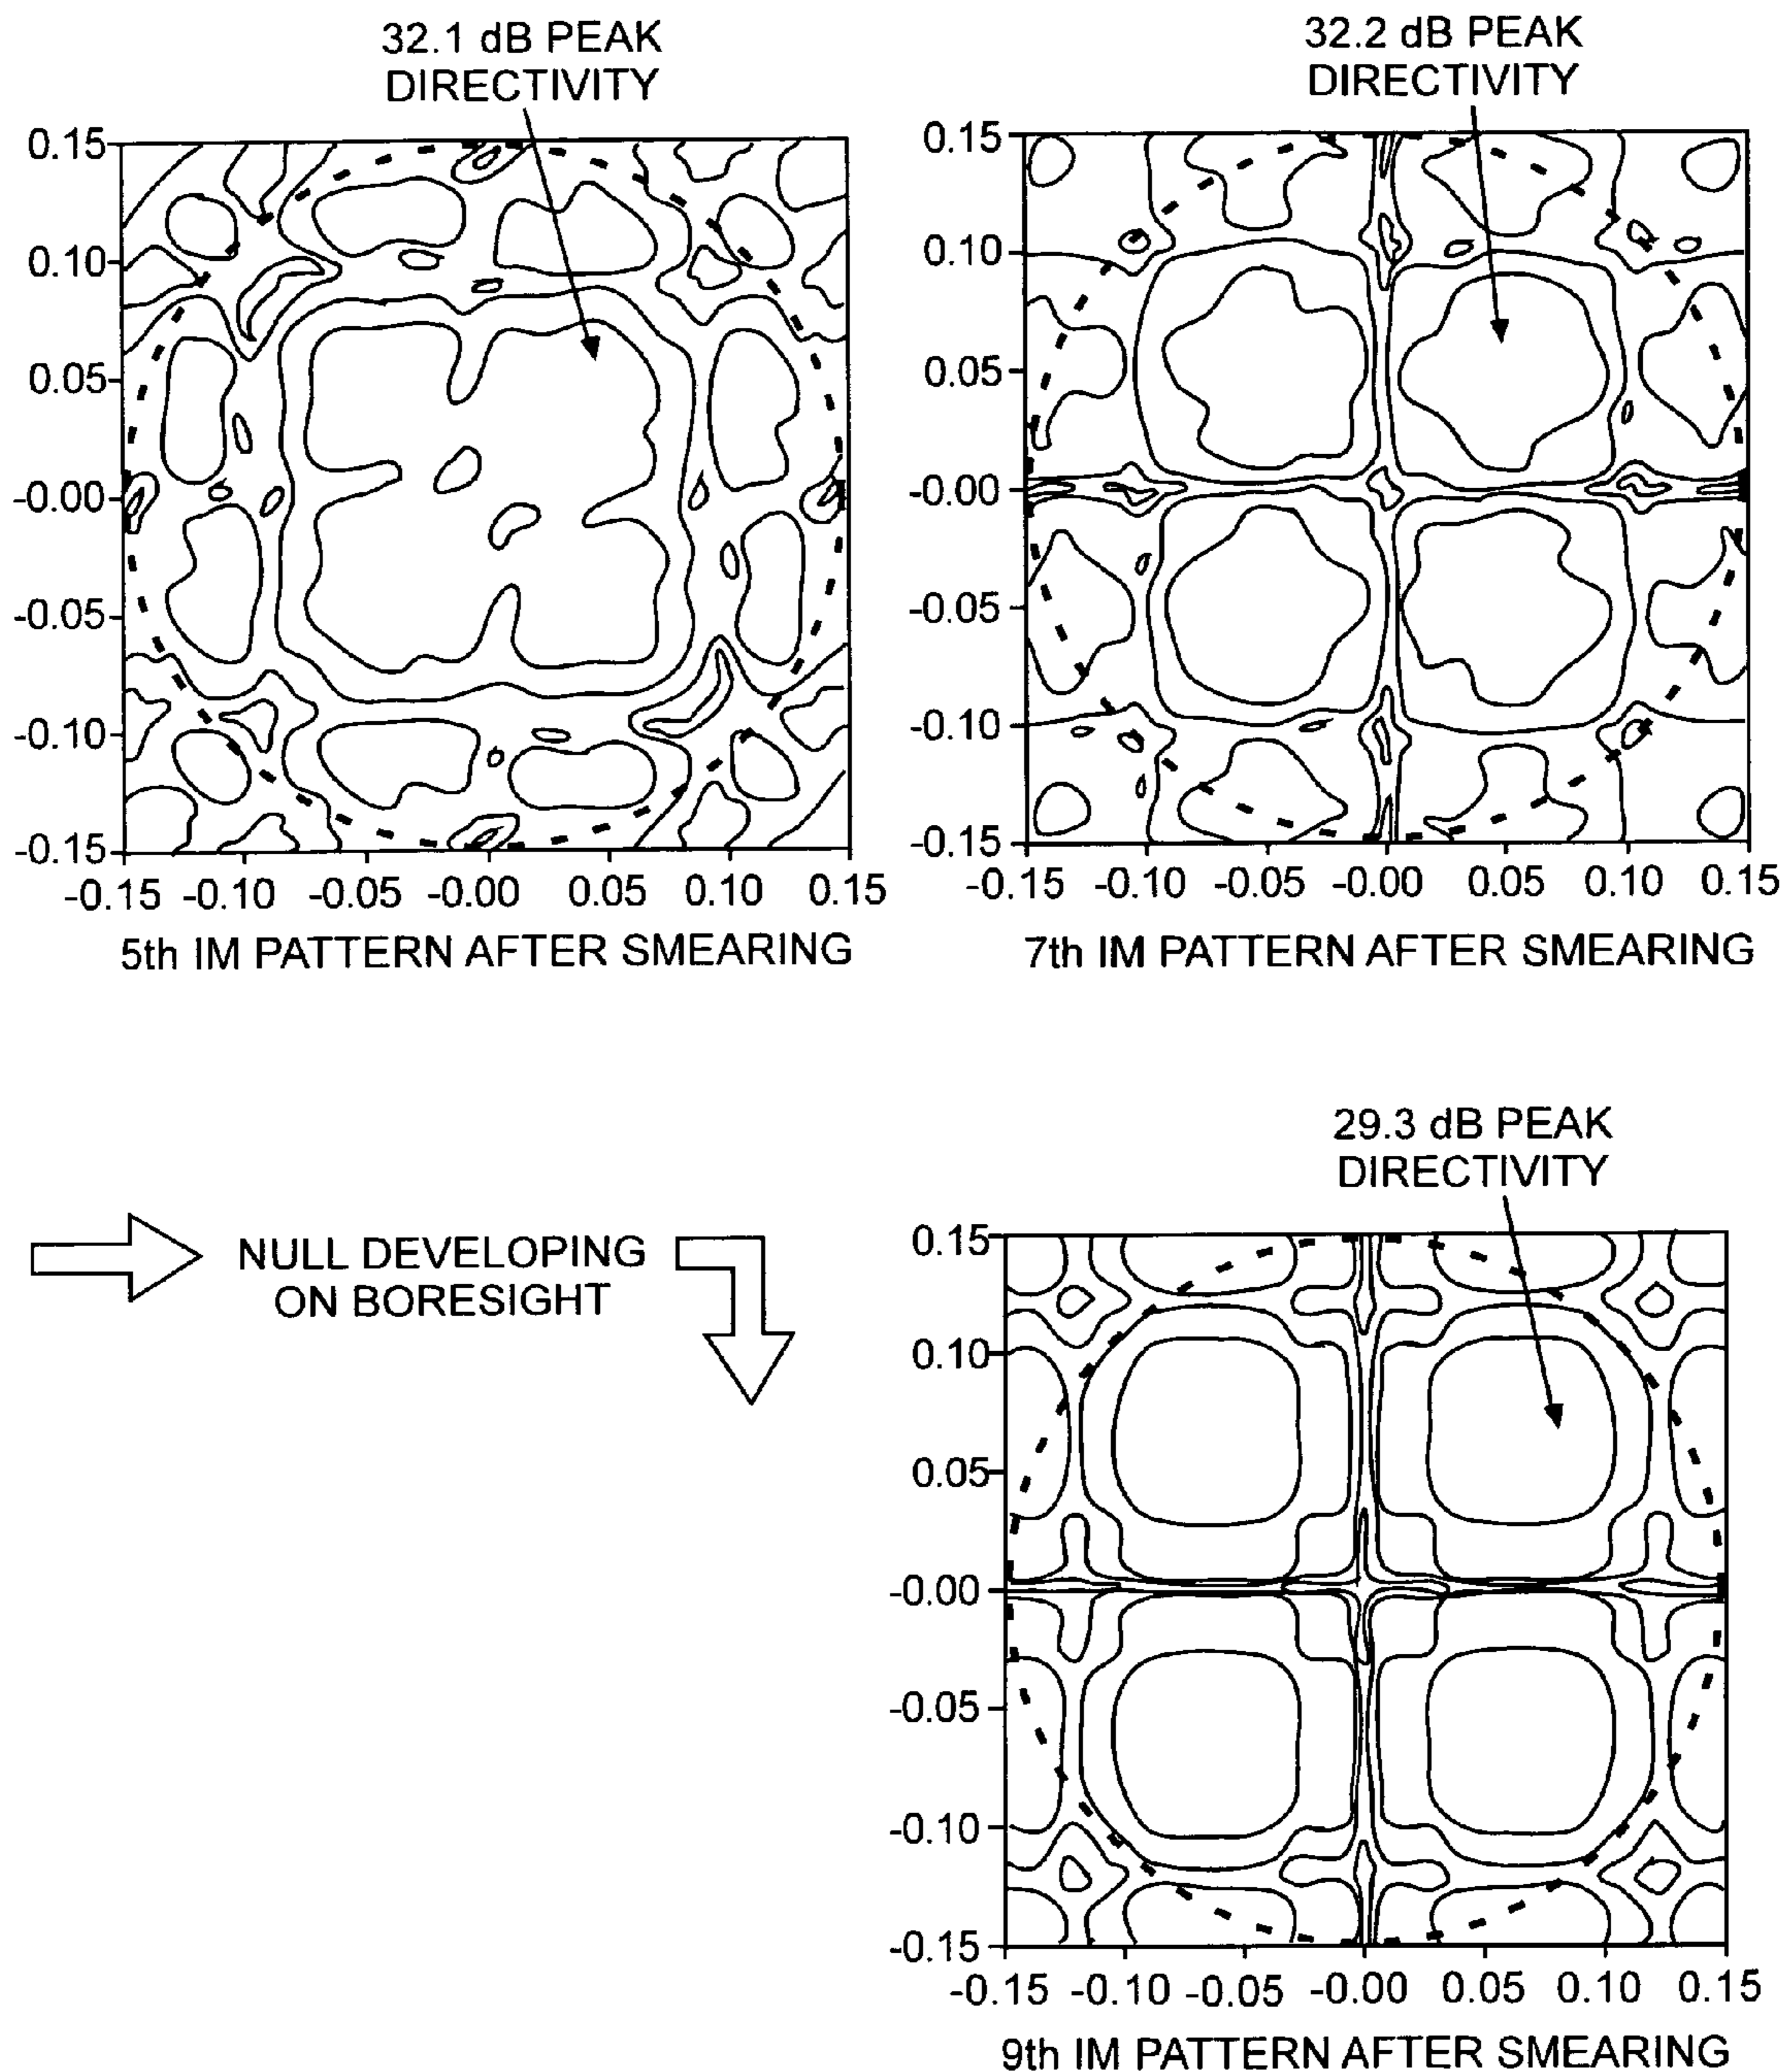 32.1 dB PEAK
DIRECTIVITY
0.15
0.10
0.05
-0.00
-0.05
-0.10
-0.15
-0.15 -0.10 -0.05 -0.00 0.05 0.10 0.15
5th IM PATTERN AFTER SMEARING
32.2 dB PEAK
DIRECTIVITY
0.15
0.10
0.05
-0.00
-0.05
-0.10
-0.15
-0.15 -0.10 -0.05 -0.00 0.05 0.10 0.15
7th IM PATTERN AFTER SMEARING
NULL DEVELOPING
ON BORESIGHT
29.3 dB PEAK
DIRECTIVITY
0.15
0.10
0.05
-0.00
-0.05
-0.10
-0.15
-0.15 -0.10 -0.05 -0.00 0.05 0.10 0.15
9th IM PATTERN AFTER SMEARING